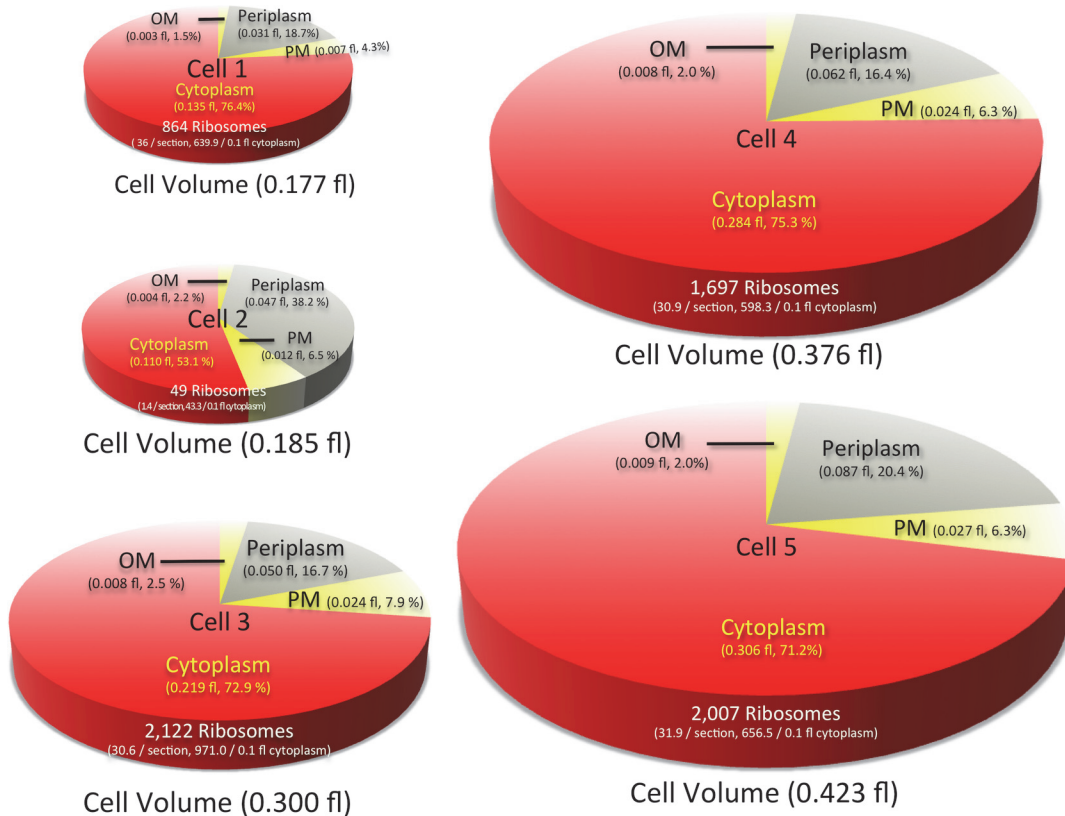 OM
(0.003 fl, 1.5%)
Periplasm
(0.031 fl, 18.7%)
PM (0.007 fl, 4.3%)
Cell 1
Cytoplasm
(0.135 fl, 76.4%)
864 Ribosomes
( 36 / section, 639.9 / 0.1 fl cytoplasm)
Cell Volume (0.177 fl)
OM
(0.004 fl, 2.2 %)
Periplasm
(0.047 fl, 38.2 %)
Cell 2
PM
(0.012 fl, 6.5 %)
Cytoplasm
(0.110 fl, 53.1 %)
49 Ribosomes
(1.4 / section, 43.3 / 0.1 fl cytoplasm)
Cell Volume (0.185 fl)
OM
(0.008 fl, 2.5 %)
Periplasm
(0.050 fl, 16.7 %)
PM (0.024 fl, 7.9 %)
Cell 3
Cytoplasm
(0.219 fl, 72.9 %)
2,122 Ribosomes
(30.6 / section, 971.0 / 0.1 fl cytoplasm)
Cell Volume (0.300 fl)
OM
(0.008 fl, 2.0 %)
Periplasm
(0.062 fl, 16.4 %)
PM (0.024 fl, 6.3 %)
Cell 4
Cytoplasm
(0.284 fl, 75.3 %)
1,697 Ribosomes
(30.9 / section, 598.3 / 0.1 fl cytoplasm)
Cell Volume (0.376 fl)
OM
(0.009 fl, 2.0%)
Periplasm
(0.087 fl, 20.4 %)
PM (0.027 fl, 6.3%)
Cell 5
Cytoplasm
(0.306 fl, 71.2%)
2,007 Ribosomes
(31.9 / section, 656.5 / 0.1 fl cytoplasm)
Cell Volume (0.423 fl)